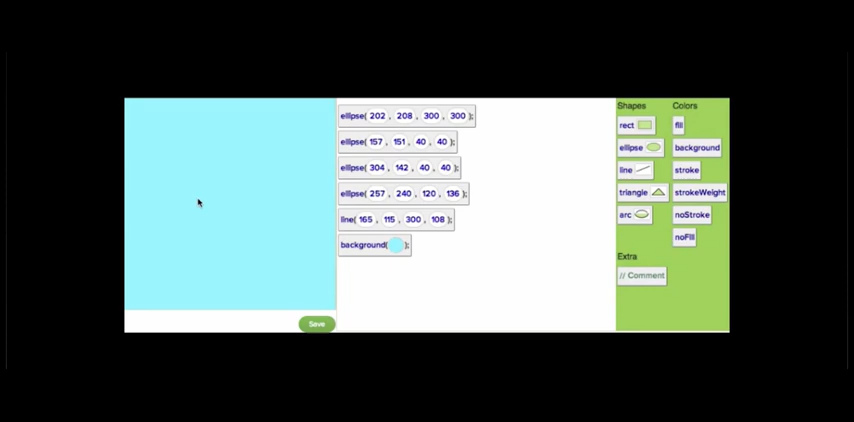 ellipse( 202 , 208 , 300 , 300 );
ellipse( 157 , 151 , 40 , 40 );
ellipse( 304 , 142 , 40 , 40 );
ellipse( 257 , 240 , 120 , 136 );
line( 165 , 115 , 300 , 108 );
background( );
Save
Shapes
rect
ellipse
line
triangle
arc
Extra
// Comment
Colors
fill
background
stroke
strokeWeight
noStroke
noFill